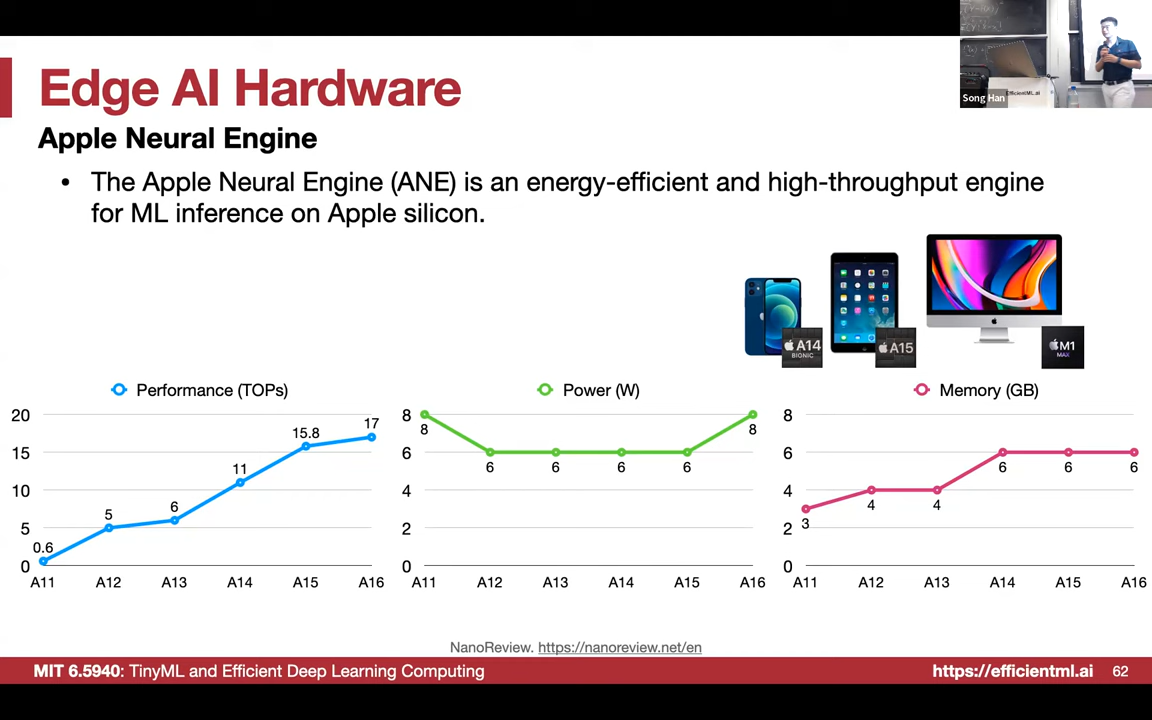 Edge AI Hardware
Apple Neural Engine
• The Apple Neural Engine (ANE) is an energy-efficient and high-throughput engine
for ML inference on Apple silicon.
Song Han
EfficientML.ai
A14
BIONIC
A15
M1
MAX
Performance (TOPs)
20
15
10
5
0
0.6
5
6
11
15.8
17
A11 A12 A13 A14 A15 A16
Power (W)
8
6
4
2
0
8
6
6
6
6
8
A11 A12 A13 A14 A15 A16
Memory (GB)
8
6
4
2
0
3
4
4
6
6
6
A11 A12 A13 A14 A15 A16
NanoReview. https://nanoreview.net/en
MIT 6.5940: TinyML and Efficient Deep Learning Computing
https://efficientml.ai 62